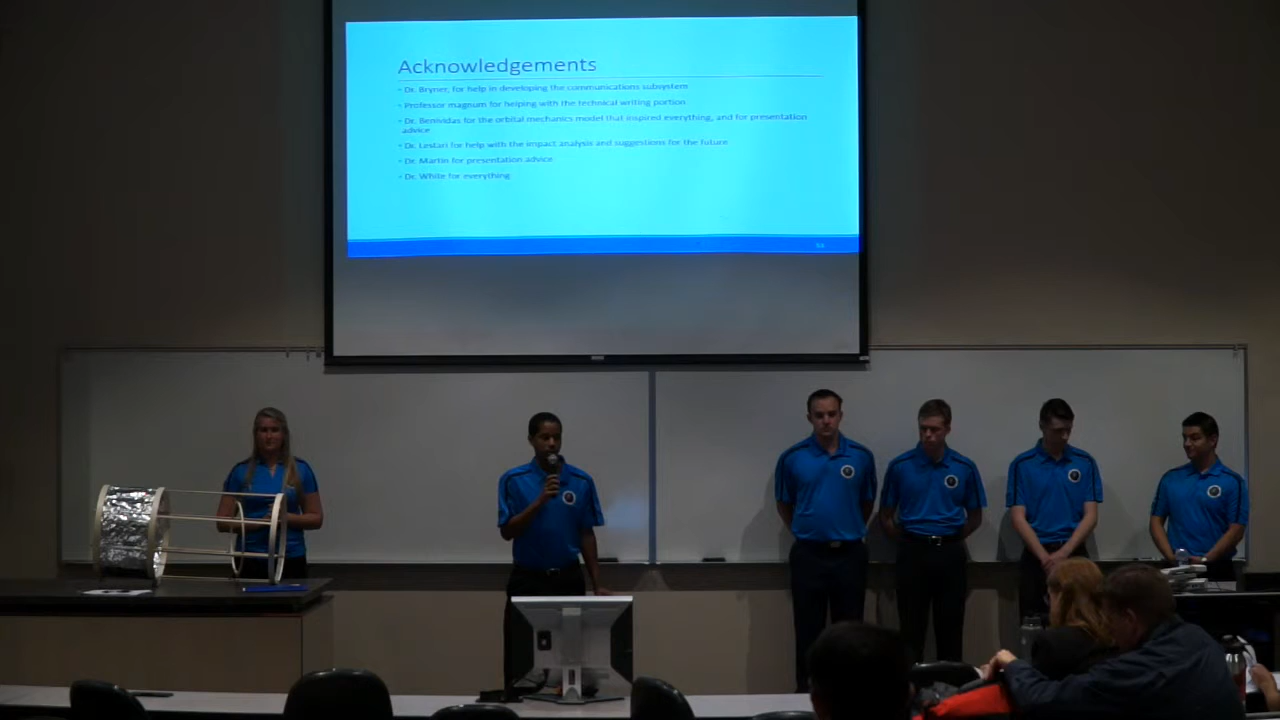 Acknowledgements
Dr. Bryner, for help in developing the communications subsystem
Professor magnum for helping with the technical writing portion
Dr. Benividas for the orbital mechanics model that inspired everything, and for presentation
advice
Dr. Lestari for help with the impact analysis and suggestions for the future
Dr. Martin for presentation advice
Dr. White for everything